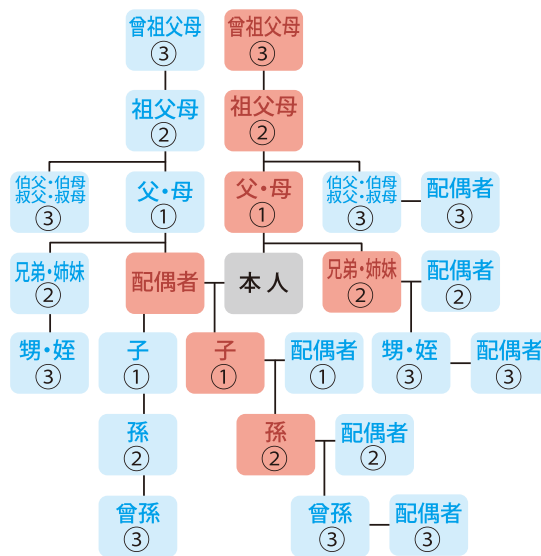 曾祖父母
③
曾祖父母
③
祖父母
②
祖父母
②
伯父・伯母
叔父・叔母
③
父・母
①
父・母
①
伯父・伯母
叔父・叔母
③
配偶者
③
兄弟・姉妹
②
配偶者
本人
兄弟・姉妹
②
配偶者
②
甥・姪
③
子
①
子
①
配偶者
①
甥・姪
③
配偶者
③
孫
②
孫
②
配偶者
②
曾孫
③
曾孫
③
配偶者
③